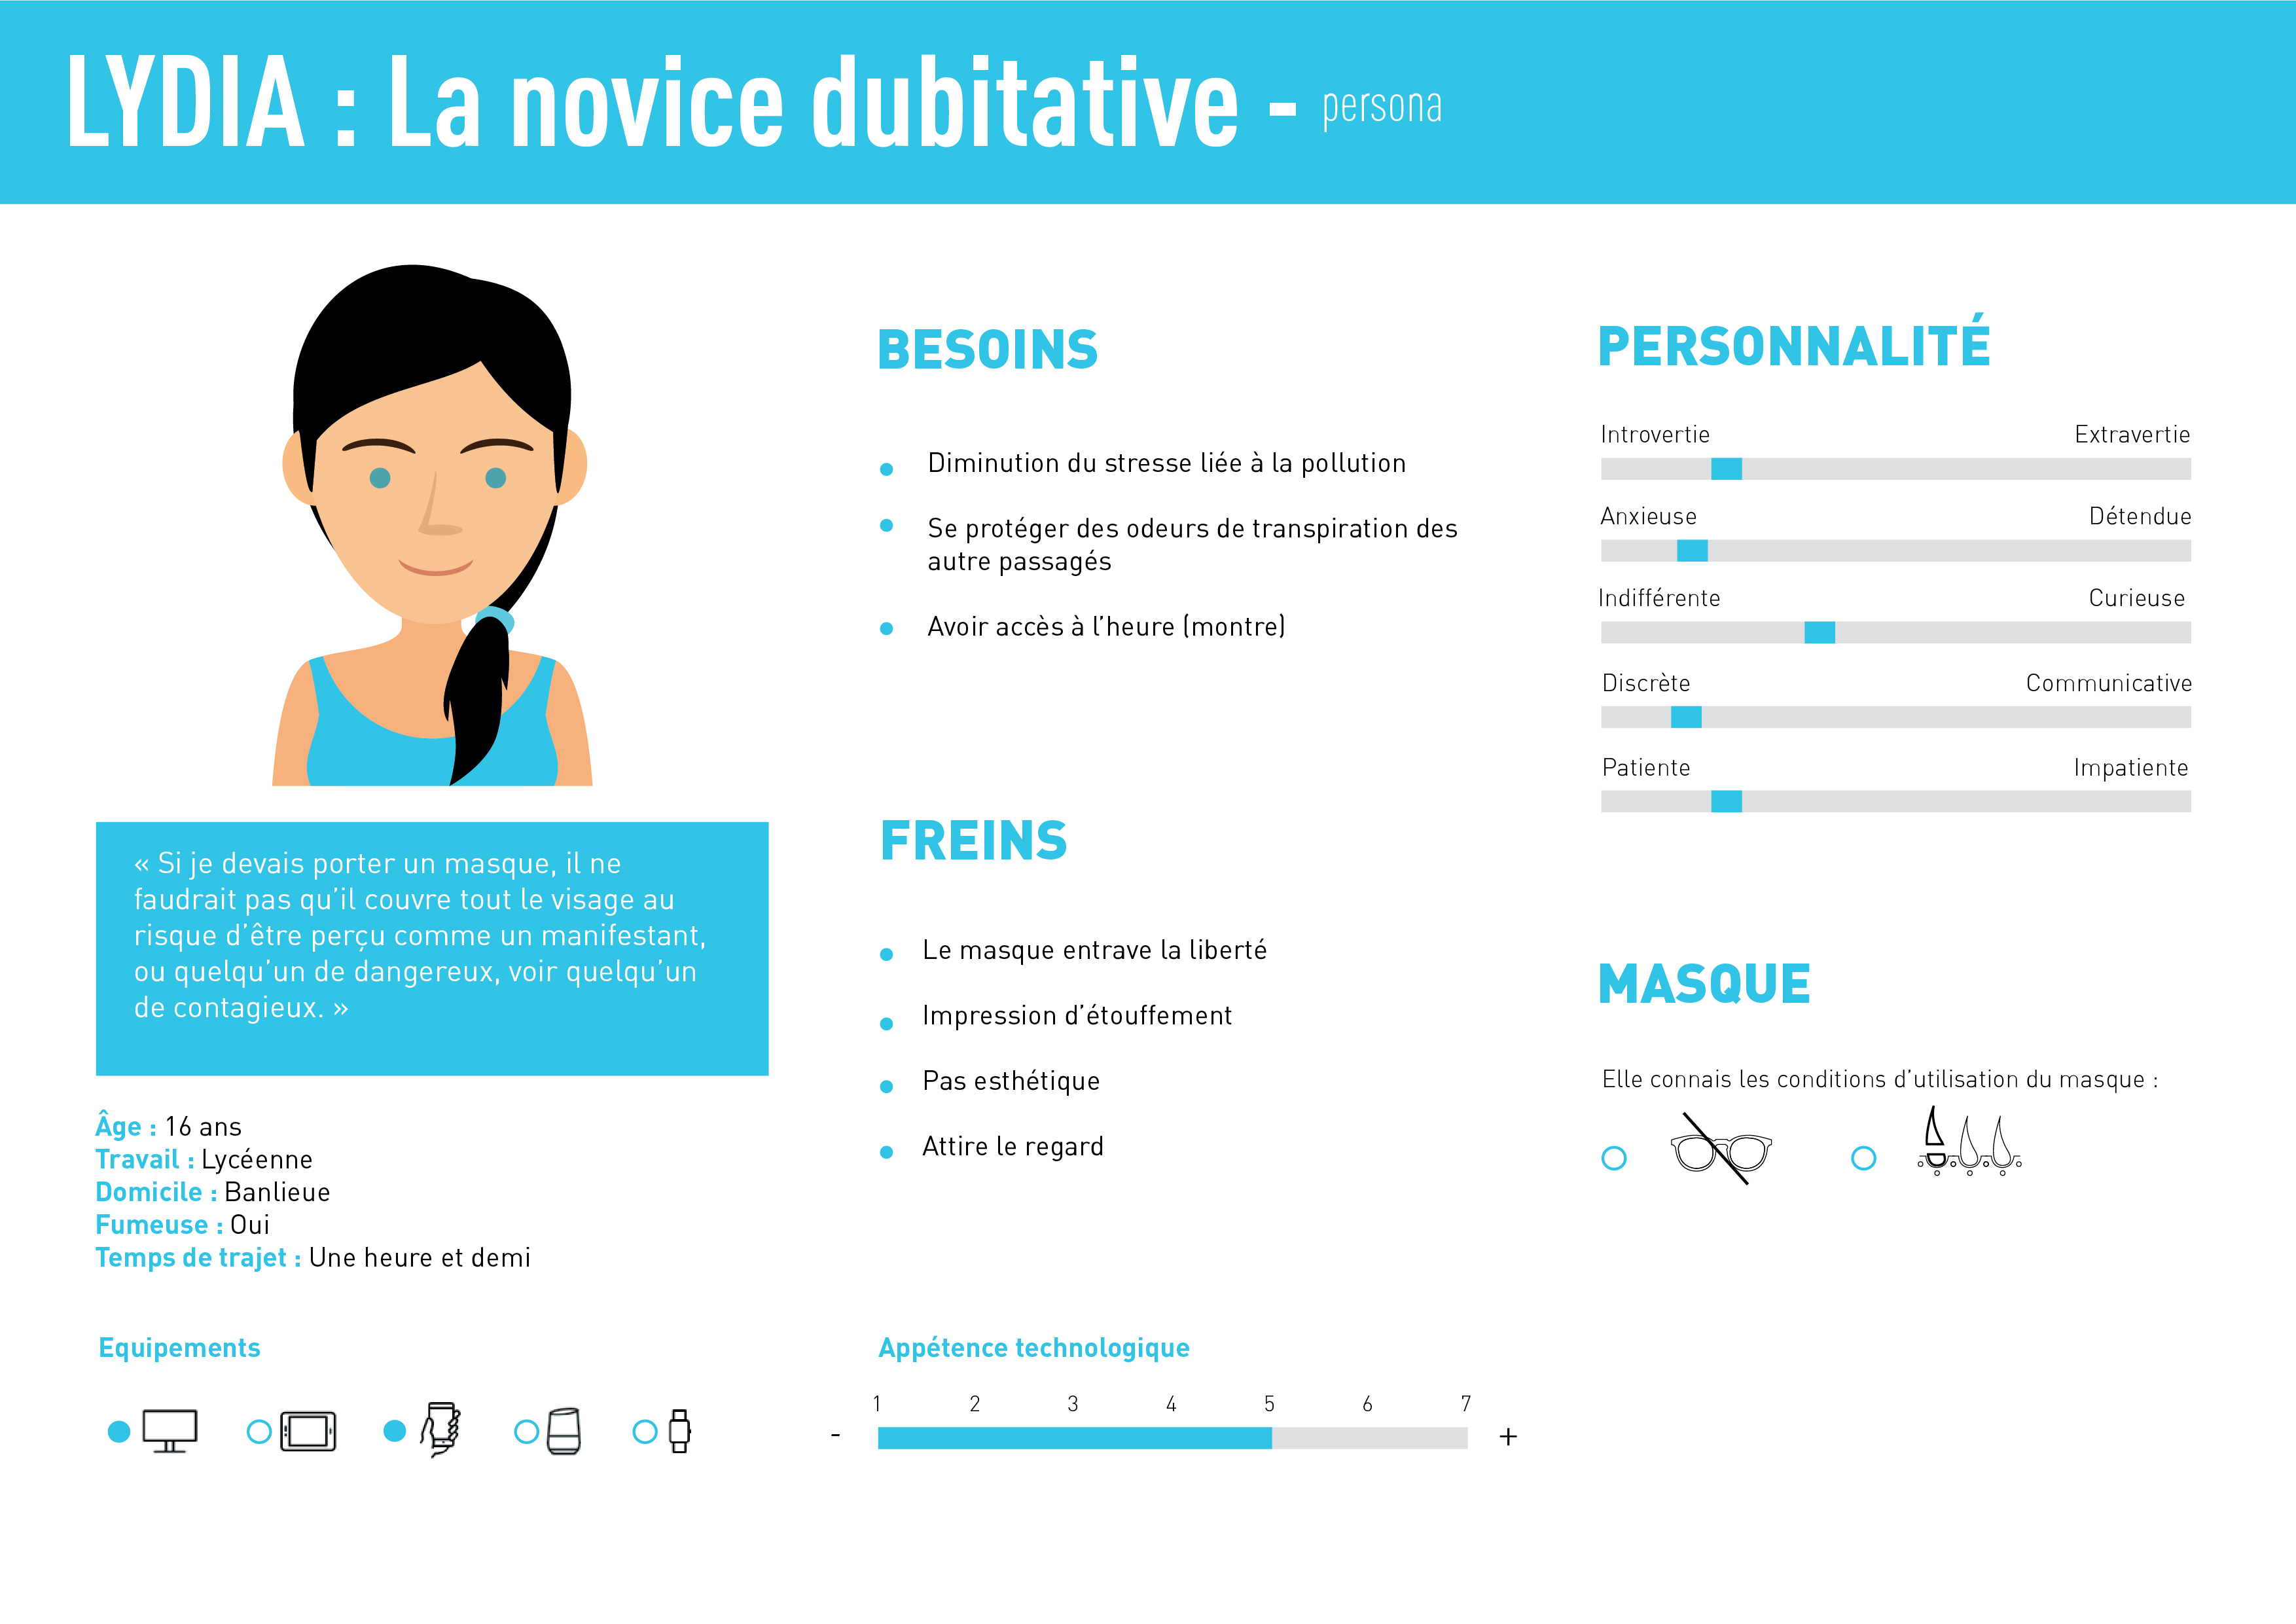 LYDIA : La novice dubitative - persona
« Si je devais porter un masque, il ne
faudrait pas qu’il couvre tout le visage au
risque d’être perçu comme un manifestant,
ou quelqu’un de dangereux, voir quelqu’un
de contagieux. »
Âge : 16 ans
Travail : Lycéenne
Domicile : Banlieue
Fumeuse : Oui
Temps de trajet : Une heure et demi
Equipements
BESOINS
Diminution du stresse liée à la pollution
Se protéger des odeurs de transpiration des
autre passagés
Avoir accès à l’heure (montre)
FREINS
Le masque entrave la liberté
Impression d’étouffement
Pas esthétique
Attire le regard
Appétence technologique
1 2 3 4 5 6 7
- +
PERSONNALITÉ
Introvertie Extravertie
Anxieuse Détendue
Indifférente Curieuse
Discrète Communicative
Patiente Impatiente
MASQUE
Elle connais les conditions d’utilisation du masque :